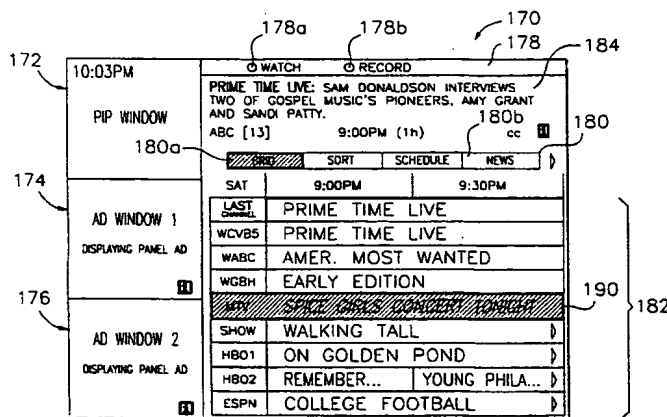 178a
178b
170
178
184
172
10:03PM
WATCH
RECORD
PIP WINDOW
PRIME TIME LIVE: SAM DONALDSON INTERVIEWS
TWO OF GOSPEL MUSIC'S PIONEERS, AMY GRANT
AND SANDI PATTY.
ABC [13]
9:00PM (1h)
cc
180b
180
180a
GRID
SORT
SCHEDULE
NEWS
174
SAT
9:00PM
9:30PM
AD WINDOW 1
DISPLAYING PANEL AD
LAST CHANNEL
PRIME TIME LIVE
WCVB5
PRIME TIME LIVE
WABC
AMER. MOST WANTED
WGBH
EARLY EDITION
MTV
SPICE GIRLS CONCERT TONIGHT
190
182
176
AD WINDOW 2
DISPLAYING PANEL AD
SHOW
WALKING TALL
HBO1
ON GOLDEN POND
HBO2
REMEMBER...
YOUNG PHILA...
ESPN
COLLEGE FOOTBALL